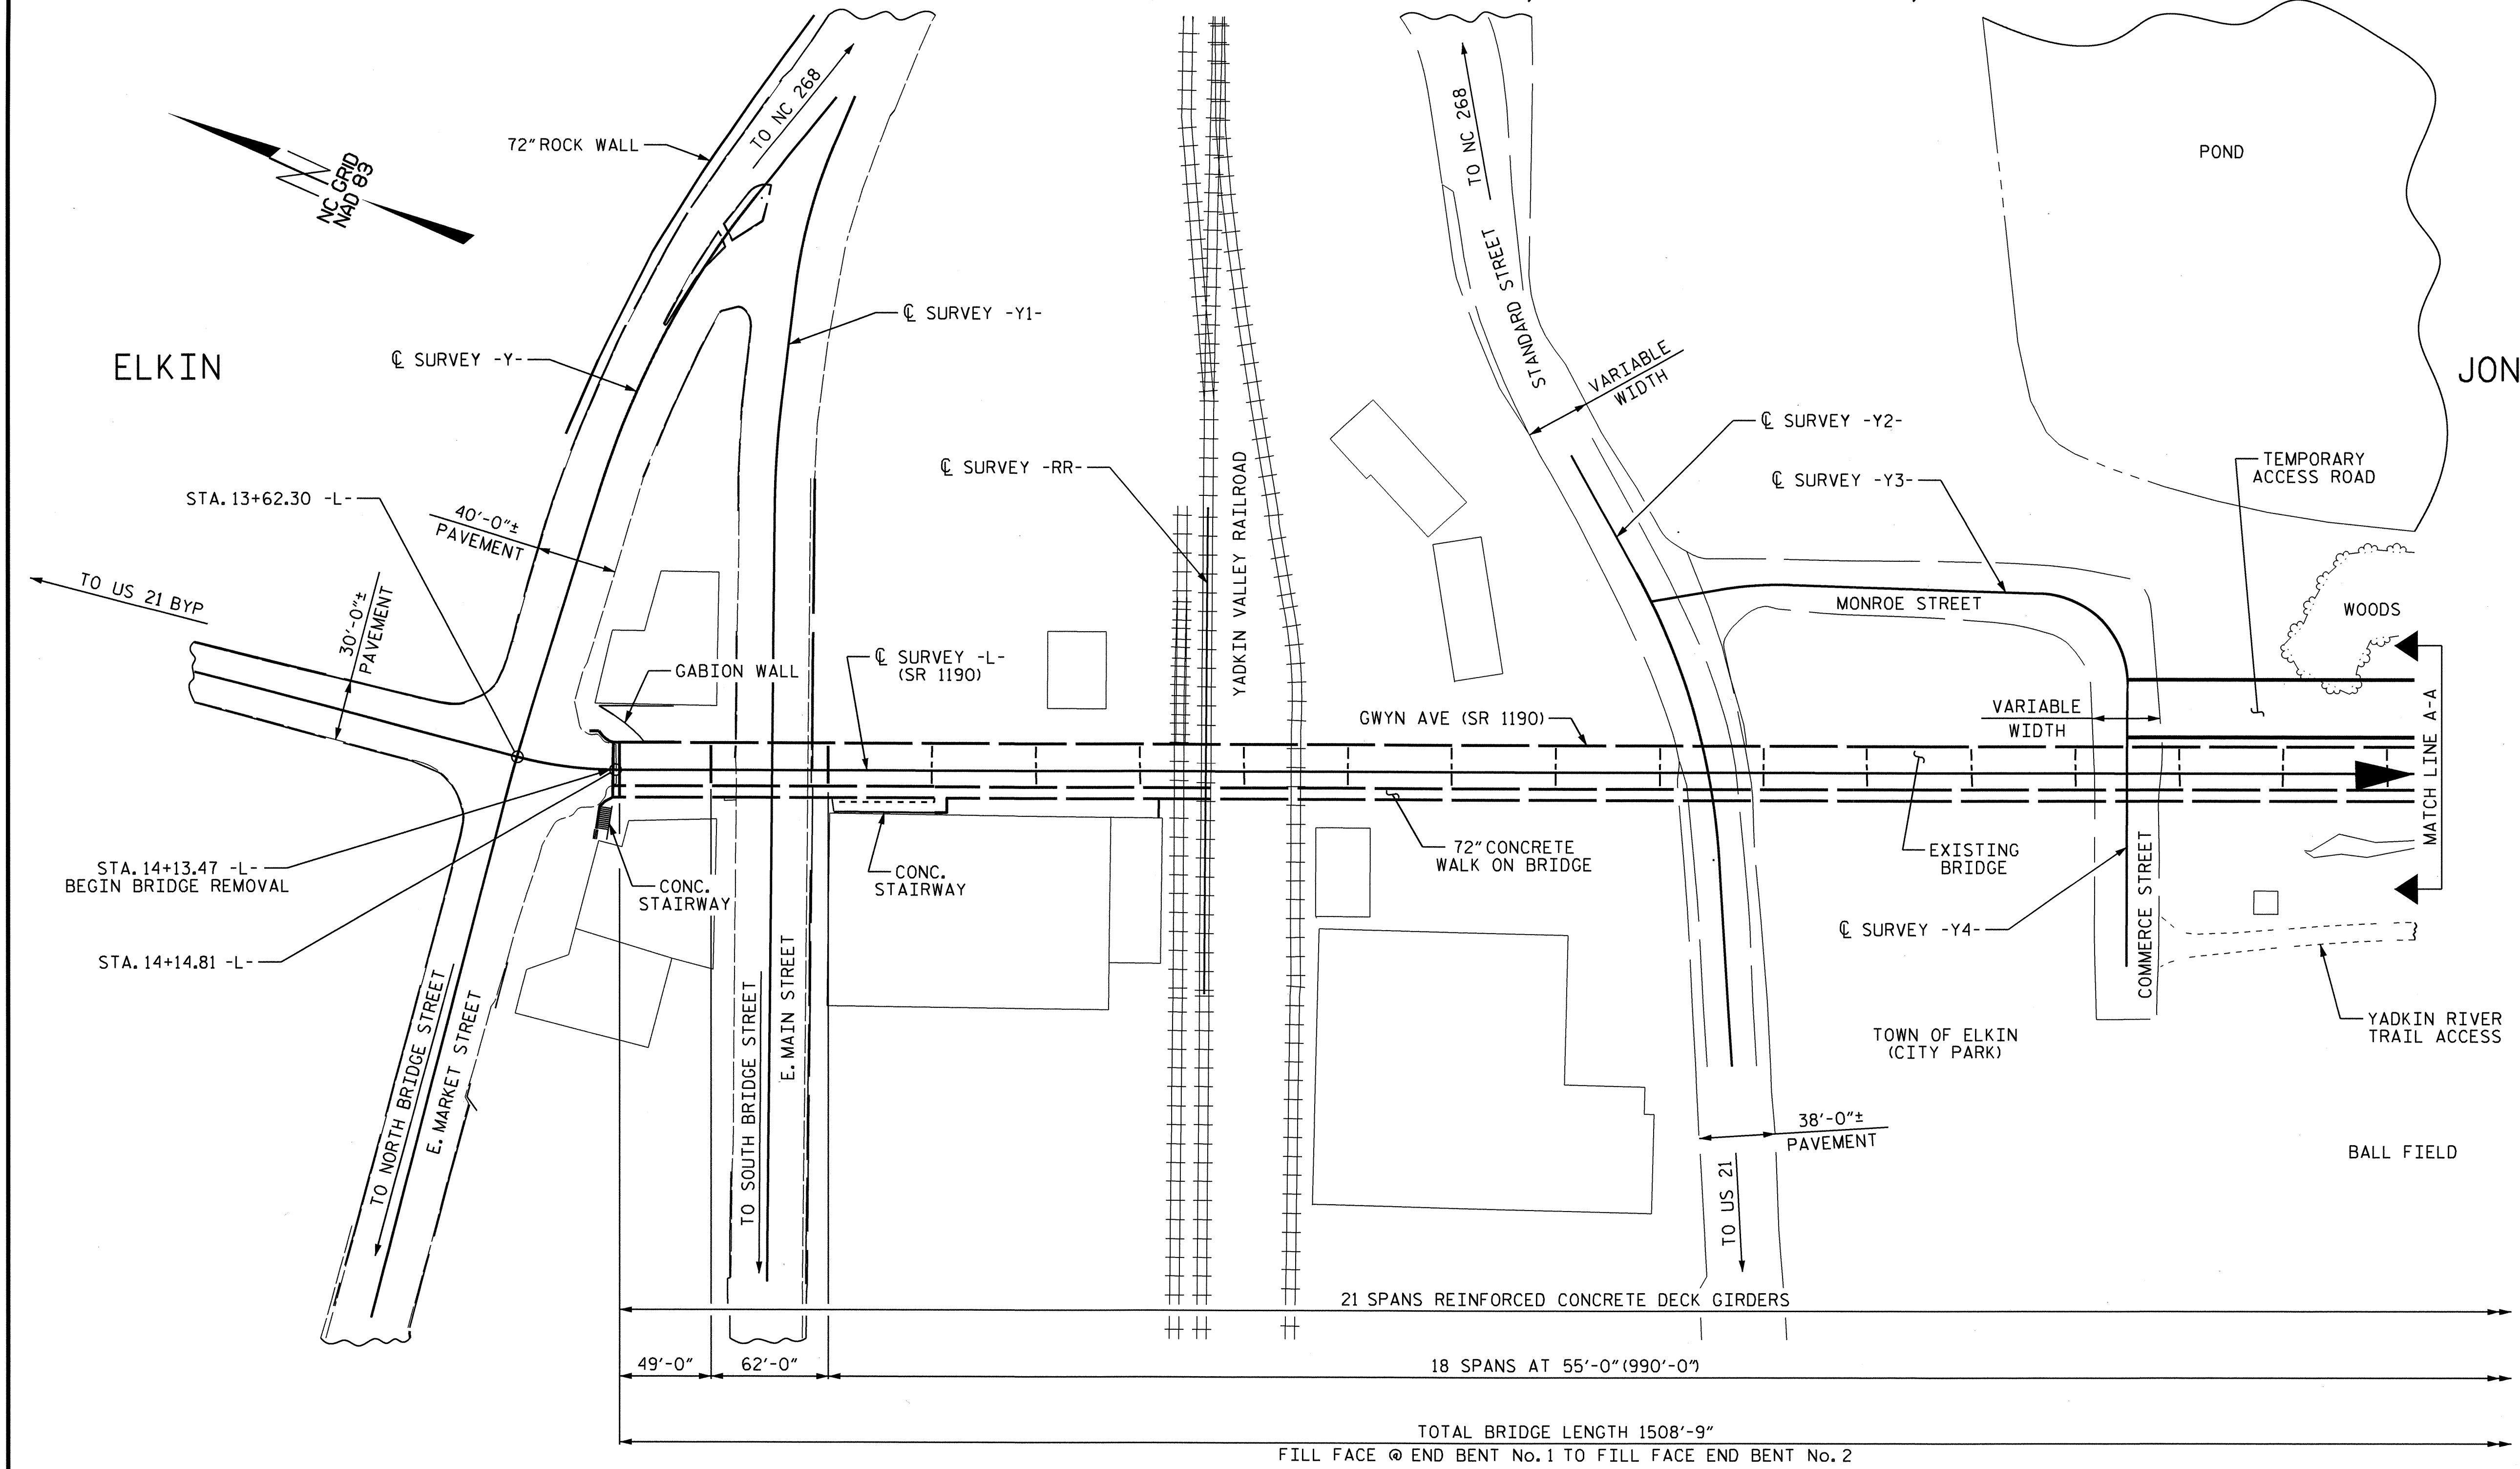 TO NC 268
72" ROCK WALL
NC GRID
NAD 83
TO NC 268
POND
STANDARD STREET
℄ SURVEY -Y1-
℄ SURVEY -Y-
ELKIN
VARIABLE
WIDTH
JON
℄ SURVEY -Y2-
℄ SURVEY -RR-
YADKIN VALLEY RAILROAD
℄ SURVEY -Y3-
TEMPORARY
ACCESS ROAD
STA. 13+62.30 -L-
40'-0"±
PAVEMENT
TO US 21 BYP
30'-0"±
PAVEMENT
MONROE STREET
WOODS
GABION WALL
℄ SURVEY -L-
(SR 1190)
GWYN AVE (SR 1190)
VARIABLE
WIDTH
MATCH LINE A-A
STA. 14+13.47 -L-
BEGIN BRIDGE REMOVAL
CONC.
STAIRWAY
CONC.
STAIRWAY
72" CONCRETE
WALK ON BRIDGE
EXISTING
BRIDGE
COMMERCE STREET
℄ SURVEY -Y4-
STA. 14+14.81 -L-
TO NORTH BRIDGE STREET
E. MARKET STREET
TO SOUTH BRIDGE STREET
E. MAIN STREET
TOWN OF ELKIN
(CITY PARK)
YADKIN RIVER
TRAIL ACCESS
38'-0"±
PAVEMENT
BALL FIELD
TO US 21
21 SPANS REINFORCED CONCRETE DECK GIRDERS
49'-0"
62'-0"
18 SPANS AT 55'-0" (990'-0")
TOTAL BRIDGE LENGTH 1508'-9"
FILL FACE @ END BENT No. 1 TO FILL FACE END BENT No. 2